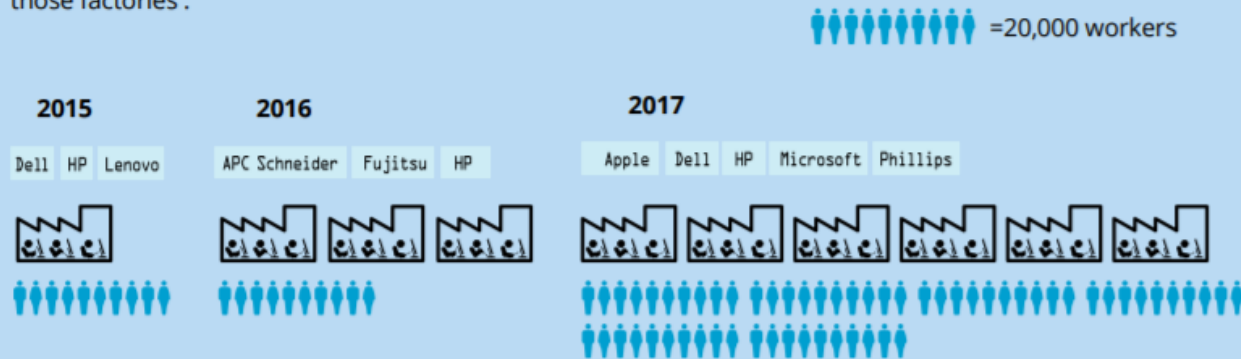 those factories .
=20,000 workers
2015
2016
2017
Dell HP Lenovo
APC Schneider Fujitsu HP
Apple Dell HP Microsoft Phillips